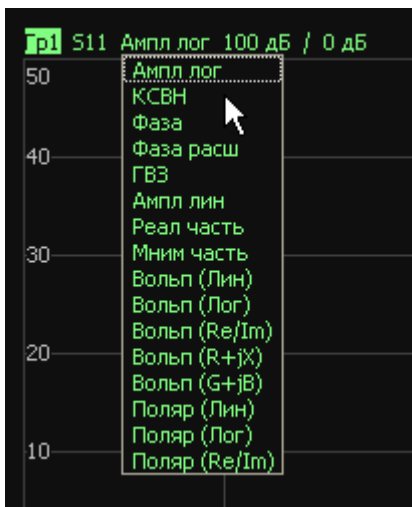 Тр1 S11 Ампл лог 100 дБ / 0 дБ
50
Ампл лог
КСВН
Фаза
40
Фаза расш
ГВЗ
Ампл лин
Реал часть
30
Мним часть
Вольп (Лин)
Вольп (Лог)
Вольп (Re/Im)
20
Вольп (R+jX)
Вольп (G+jB)
Поляр (Лин)
Поляр (Лог)
10
Поляр (Re/Im)